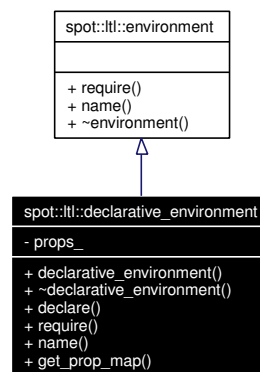 spot::ltl::environment
+ require()
+ name()
+ ~environment()
spot::ltl::declarative_environment
- props_
+ declarative_environment()
+ ~declarative_environment()
+ declare()
+ require()
+ name()
+ get_prop_map()